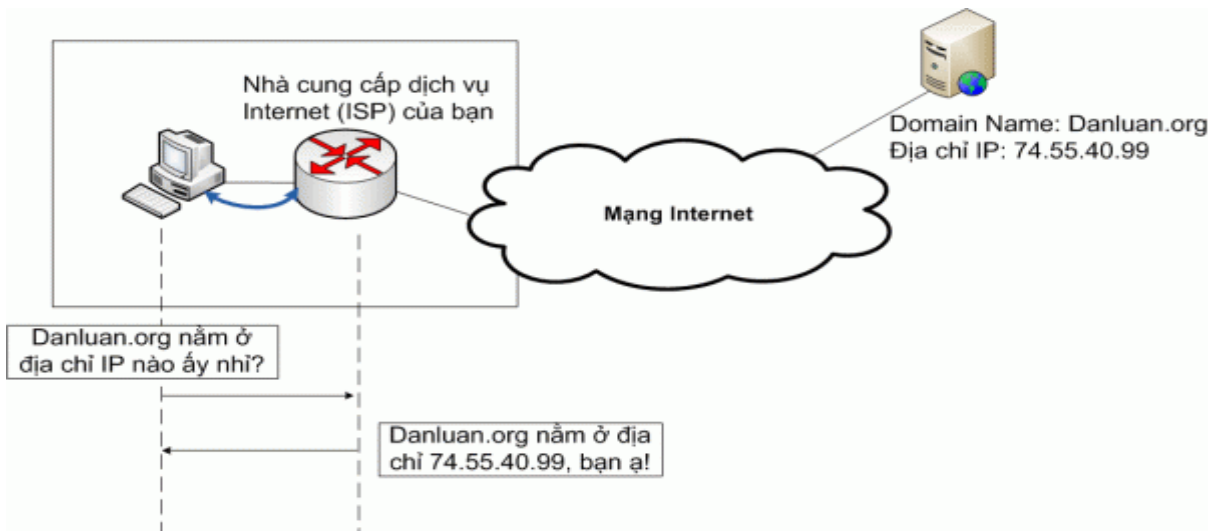 Nhà cung cấp dịch vụ
Internet (ISP) của bạn
Domain Name: Danluan.org
Địa chỉ IP: 74.55.40.99
Mạng Internet
Danluan.org nằm ở
địa chỉ IP nào ấy nhỉ?
Danluan.org nằm ở địa
chỉ 74.55.40.99, bạn ạ!